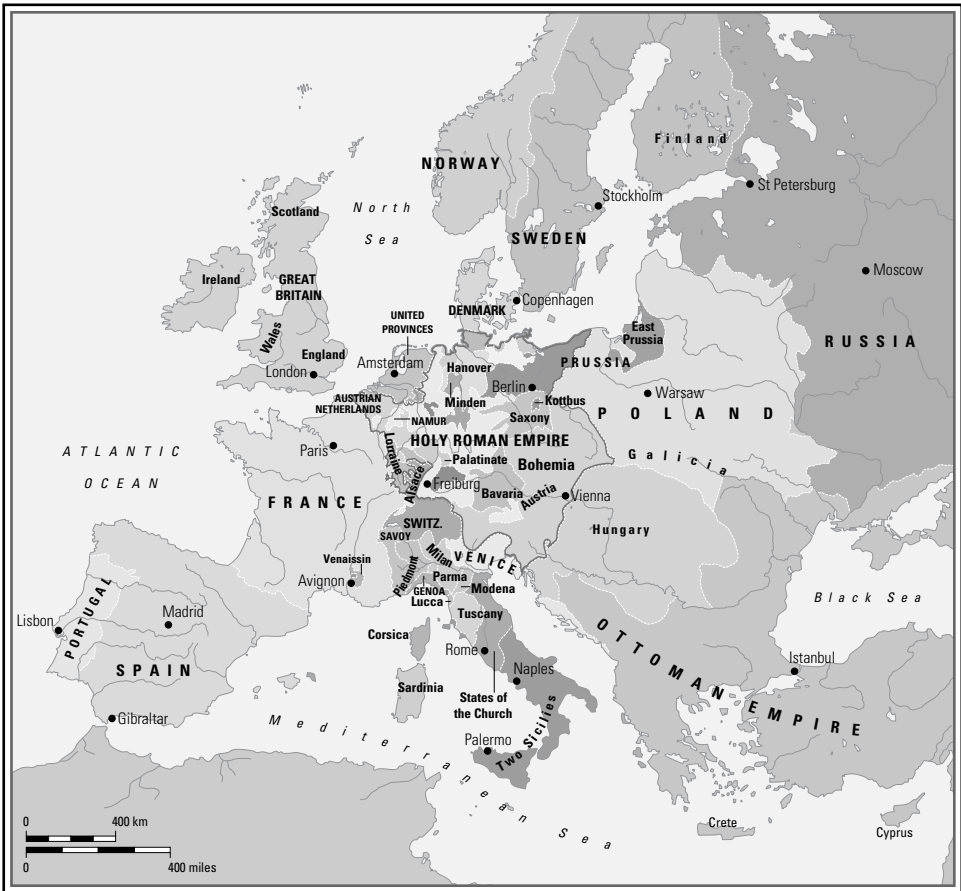 Finland
NORWAY
St Petersburg
Stockholm
Scotland
North
Sea
SWEDEN
Moscow
Ireland
GREAT
BRITAIN
Copenhagen
DENMARK
UNITED
PROVINCES
East
Prussia
RUSSIA
Wales
England
London
Amsterdam
Hanover
PRUSSIA
Berlin
Minden
Kottbus
Warsaw
AUSTRIAN
NETHERLANDS
Saxony
POLAND
NAMUR
HOLY ROMAN EMPIRE
Paris
Lorraine
Palatinate
Bohemia
Galicia
ATLANTIC
OCEAN
Alsace
Freiburg
Bavaria
Austria
Vienna
FRANCE
SWITZ.
Hungary
SAVOY
Venaissin
Milan
VENICE
Avignon
Piedmont
Parma
GENOA
Modena
Lucca
Tuscany
Black Sea
PORTUGAL
Lisbon
Madrid
Corsica
Rome
OTTOMAN EMPIRE
Istanbul
SPAIN
Sardinia
Naples
States of
the Church
Gibraltar
Mediterranean Sea
Palermo
Two Sicilies
Crete
Cyprus
0 400 km
0 400 miles